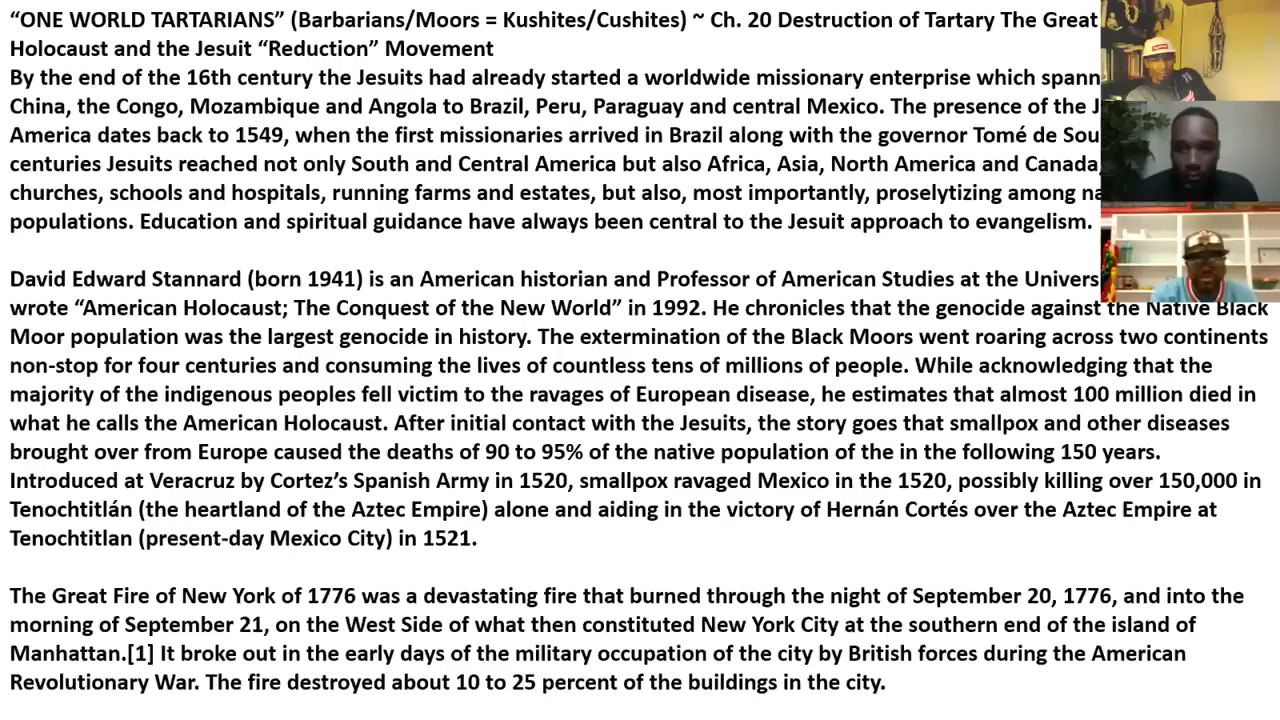 “ONE WORLD TARTARIANS” (Barbarians/Moors = Kushites/Cushites) ~ Ch. 20 Destruction of Tartary The Great
Holocaust and the Jesuit “Reduction” Movement
By the end of the 16th century the Jesuits had already started a worldwide missionary enterprise which
China, the Congo, Mozambique and Angola to Brazil, Peru, Paraguay and central Mexico. The presence of the
America dates back to 1549, when the first missionaries arrived in Brazil along with the governor Tomé de
centuries Jesuits reached not only South and Central America but also Africa, Asia, North America and Canada,
churches, schools and hospitals, running farms and estates, but also, most importantly, proselytizing among
populations. Education and spiritual guidance have always been central to the Jesuit approach to evangelism.
David Edward Stannard (born 1941) is an American historian and Professor of American Studies at the
wrote “American Holocaust; The Conquest of the New World” in 1992. He chronicles that the genocide against the Native Black
Moor population was the largest genocide in history. The extermination of the Black Moors went roaring across two continents
non-stop for four centuries and consuming the lives of countless tens of millions of people. While acknowledging that the
majority of the indigenous peoples fell victim to the ravages of European disease, he estimates that almost 100 million died in
what he calls the American Holocaust. After initial contact with the Jesuits, the story goes that smallpox and other diseases
brought over from Europe caused the deaths of 90 to 95% of the native population of the in the following 150 years.
Introduced at Veracruz by Cortez’s Spanish Army in 1520, smallpox ravaged Mexico in the 1520, possibly killing over 150,000 in
Tenochtitlán (the heartland of the Aztec Empire) alone and aiding in the victory of Hernán Cortés over the Aztec Empire at
Tenochtitlan (present-day Mexico City) in 1521.
The Great Fire of New York of 1776 was a devastating fire that burned through the night of September 20, 1776, and into the
morning of September 21, on the West Side of what then constituted New York City at the southern end of the island of
Manhattan.[1] It broke out in the early days of the military occupation of the city by British forces during the American
Revolutionary War. The fire destroyed about 10 to 25 percent of the buildings in the city.